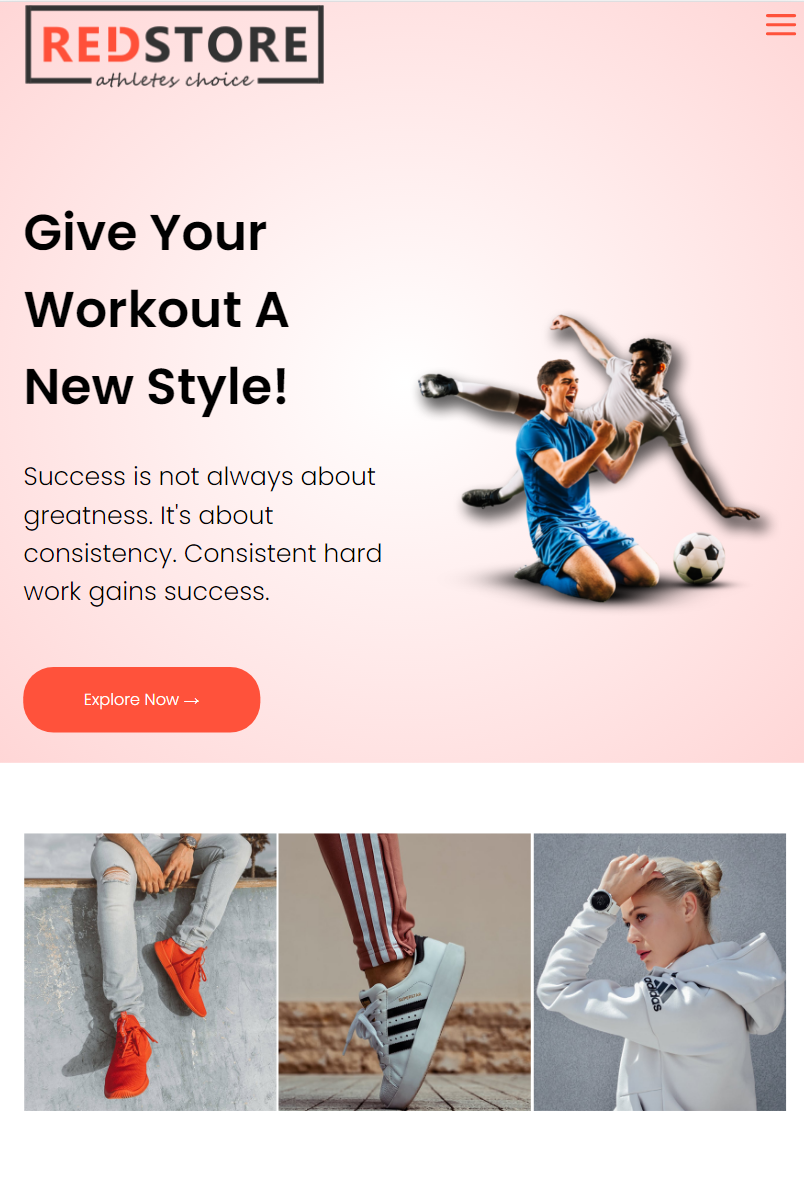 REDSTORE
athletes choice
Give Your
Workout A
New Style!
Success is not always about
greatness. It's about
consistency. Consistent hard
work gains success.
Explore Now →
SUPERSTAR
adidas